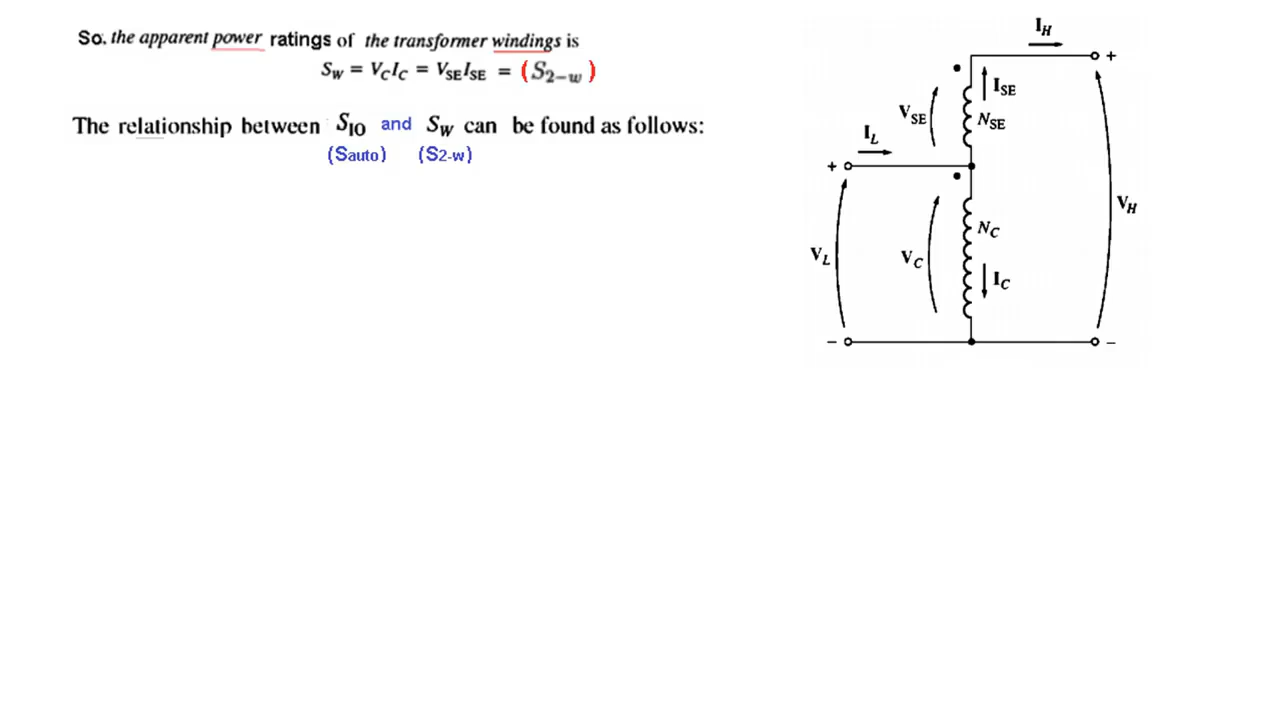 So. the apparent power ratings of the transformer windings is
S_W = V_C I_C = V_SE I_SE = (S_2-w)
The relationship between S_IO and S_W can be found as follows:
(Sauto) (S2-w)
I_H
+
I_SE
V_SE
N_SE
I_L
+
V_H
N_C
V_L
V_C
I_C
−
−